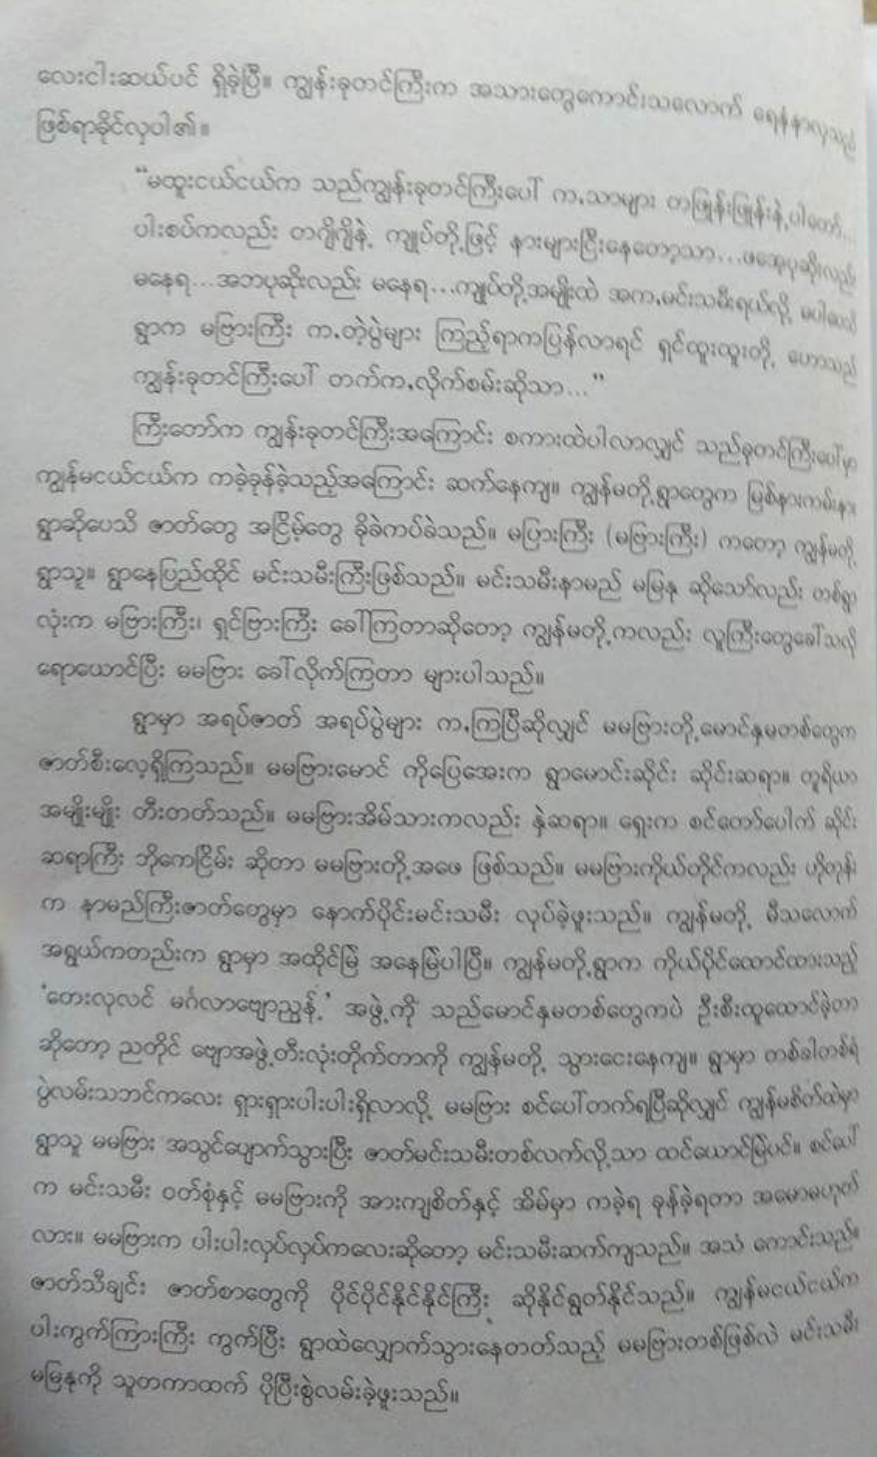 လေးငါးဆယ်ပင် ရှိခဲ့ပြီ။ ကျွန်းခုတင်ကြီးက အသားတွေကောင်းသလောက် ရေနံနာလှသည့်
ဖြစ်ရာခိုင်လှပါ၏။
“မထူးငယ်ငယ်က သည်ကျွန်းခုတင်ကြီးပေါ် က,သာများ တဖြုန်းဖြုန်းနဲ့ပါတော်...
ပါးစပ်ကလည်း တဂျိဂျိနဲ့ ကျုပ်တို့ဖြင့် နားများငြီးနေတော့သာ...ဖအေ့ပုဆိုးလည်း
မနေရ...အဘပုဆိုးလည်း မနေရ...ကျုပ်တို့အမျိုးထဲ အက,မင်းသမီးရယ်လို့ မပါပေသိ
ရွာက မဗြားကြီး က,တဲ့ပွဲများ ကြည့်ရာကပြန်လာရင် ရှင်ထူးထူးတို့ ဟောသည်
ကျွန်းခုတင်ကြီးပေါ် တက်က,လိုက်စမ်းဆိုသာ...”
ကြီးတော်က ကျွန်းခုတင်ကြီးအကြောင်း စကားထဲပါလာလျှင် သည်ခုတင်ကြီးပေါ်မှာ
ကျွန်မငယ်ငယ်က ကခဲ့ခုန်ခဲ့သည့်အကြောင်း ဆက်နေကျ။ ကျွန်မတို့ရွာတွေက မြစ်နားကမ်းနား
ရွာဆိုပေသိ ဇာတ်တွေ အငြိမ့်တွေ ခိုခဲကပ်ခဲသည်။ မပြားကြီး (မဗြားကြီး) ကတော့ ကျွန်မတို့
ရွာသူ။ ရွာနေပြည်ထိုင် မင်းသမီးကြီးဖြစ်သည်။ မင်းသမီးနာမည် မမြနု ဆိုသော်လည်း တစ်ရွာ
လုံးက မဗြားကြီး၊ ရှင်ဗြားကြီး ခေါ်ကြတာဆိုတော့ ကျွန်မတို့ကလည်း လူကြီးတွေခေါ်သလို
ရောယောင်ပြီး မမဗြား ခေါ်လိုက်ကြတာ များပါသည်။
ရွာမှာ အရပ်ဇာတ် အရပ်ပွဲများ က,ကြပြီဆိုလျှင် မမဗြားတို့မောင်နှမတစ်တွေက
ဇာတ်စီးလေ့ရှိကြသည်။ မမဗြားမောင် ကိုပြေအေးက ရွာမောင်းဆိုင်း ဆိုင်းဆရာ။ တူရိယာ
အမျိုးမျိုး တီးတတ်သည်။ မမဗြားအိမ်သားကလည်း နှဲဆရာ။ ရှေးက စင်တော်ပေါက် ဆိုင်း
ဆရာကြီး ဘိုကေငြိမ်း ဆိုတာ မမဗြားတို့အဖေ ဖြစ်သည်။ မမဗြားကိုယ်တိုင်ကလည်း ဟိုတုန်း
က နာမည်ကြီးဇာတ်တွေမှာ နောက်ပိုင်းမင်းသမီး လုပ်ခဲ့ဖူးသည်။ ကျွန်မတို့ မီသလောက်
အရွယ်ကတည်းက ရွာမှာ အထိုင်မြဲ အနေမြဲပါပြီ။ ကျွန်မတို့ရွာက ကိုယ်ပိုင်ထောင်ထားသည့်
‘တေးလုလင် မင်္ဂလာဗျောညွန့်’ အဖွဲ့ကို သည်မောင်နှမတစ်တွေကပဲ ဦးစီးထူထောင်ခဲ့တာ
ဆိုတော့ ညတိုင် ဗျောအဖွဲ့တီးလုံးတိုက်တာကို ကျွန်မတို့ သွားငေးနေကျ။ ရွာမှာ တစ်ခါတစ်ရံ
ပွဲလမ်းသဘင်ကလေး ရှားရှားပါးပါးရှိလာလို့ မမဗြား စင်ပေါ်တက်ရပြီဆိုလျှင် ကျွန်မစိတ်ထဲမှာ
ရွာသူ မမဗြား အသွင်ပျောက်သွားပြီး ဇာတ်မင်းသမီးတစ်လက်လို့သာ ထင်ယောင်မြဲပင်။ စင်ပေါ်
က မင်းသမီး ဝတ်စုံနှင့် မမဗြားကို အားကျစိတ်နှင့် အိမ်မှာ ကခဲ့ရ ခုန်ခဲ့ရတာ အမောမဟုတ်
လား။ မမဗြားက ပါးပါးလှပ်လှပ်ကလေးဆိုတော့ မင်းသမီးဆက်ကျသည်။ အသံ ကောင်းသည်။
ဇာတ်သီချင်း ဇာတ်စာတွေကို ပိုင်ပိုင်နိုင်နိုင်ကြီး ဆိုနိုင်ရွတ်နိုင်သည်။ ကျွန်မငယ်ငယ်က
ပါးကွက်ကြားကြီး ကွက်ပြီး ရွာထဲလျှောက်သွားနေတတ်သည့် မမဗြားတစ်ဖြစ်လဲ မင်းသမီး
မမြနုကို သူတကာထက် ပိုပြီးစွဲလမ်းခဲ့ဖူးသည်။